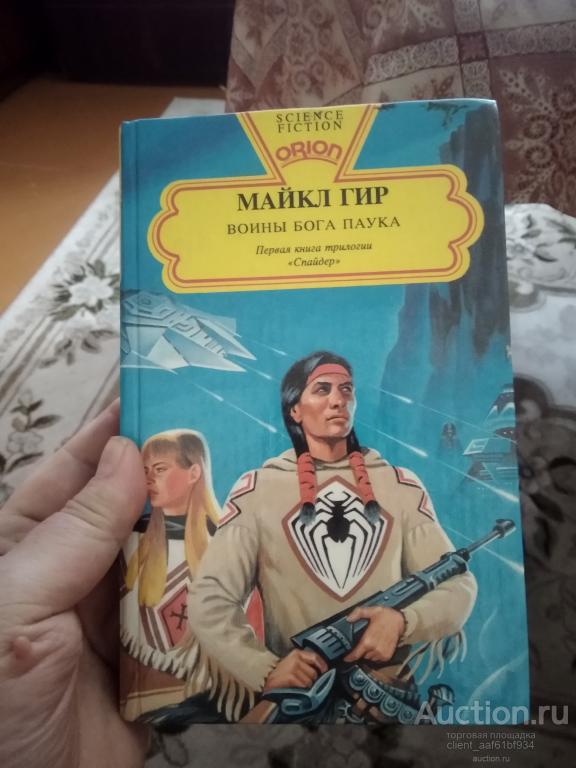 SCIENCE
FICTION
ORION
МАЙКЛ ГИР
ВОИНЫ БОГА ПАУКА
Первая книга трилогии
«Спайдер»
Auction.ru
торговая площадка
client_aaf61bf934
auction.ru